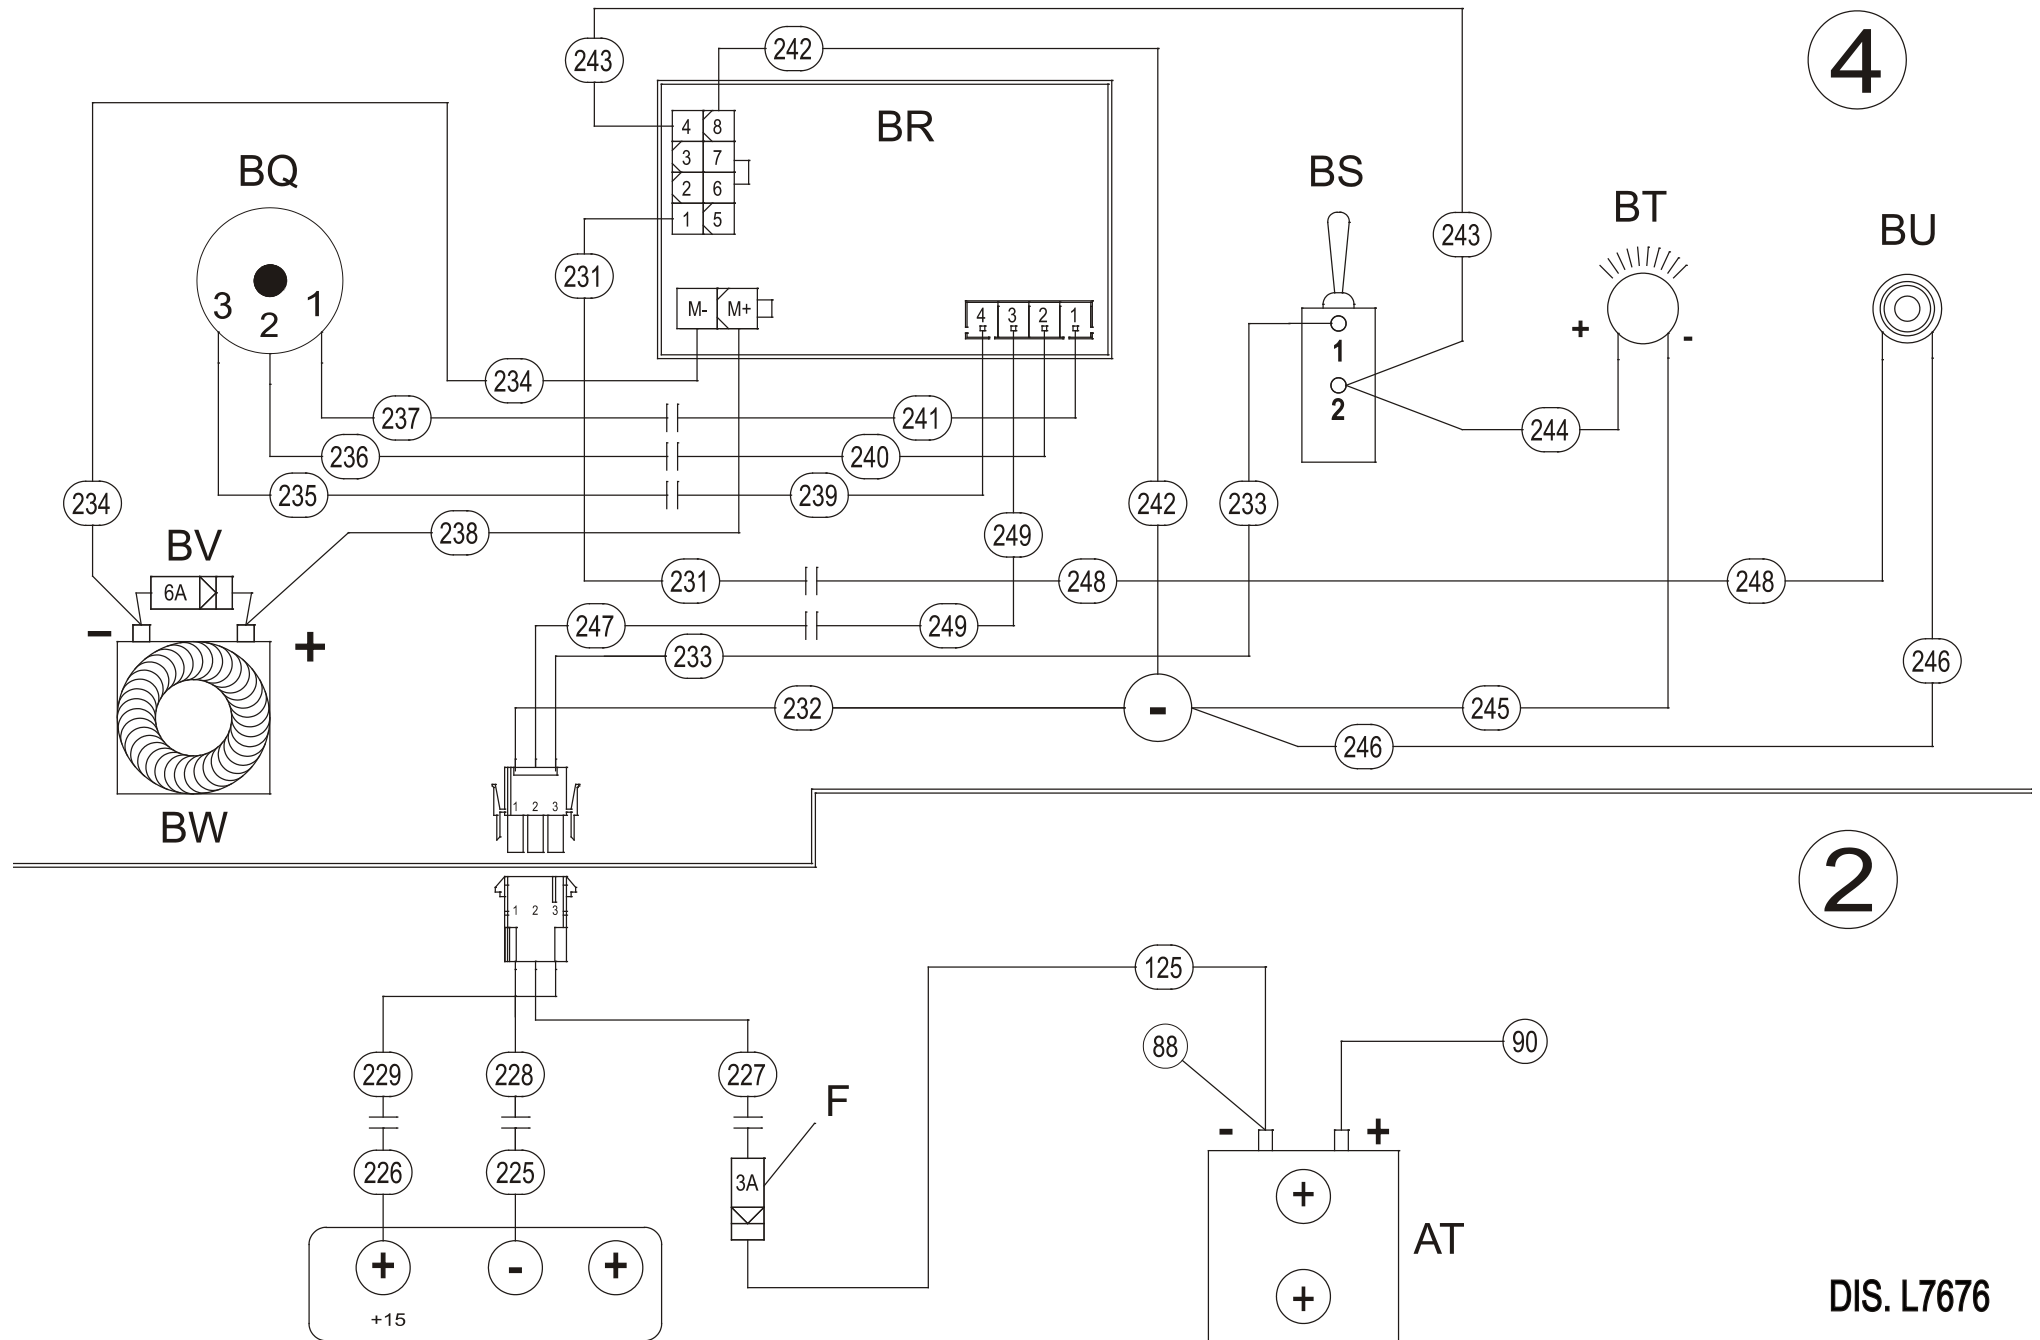 243
242
4
4 8
3 7
2 6
1 5
BR
BQ
BS
BT
BU
231
243
3 2 1
M- M+
4 3 2 1
1
2
+ -
234
237
241
244
236
240
235
239
234
238
249
242
233
BV
6A
- +
231
248
248
247
249
233
246
232
-
245
246
BW
1 2 3
2
1 2 3
125
88
90
229
228
227
F
- +
226
225
3A
+
+ - +
AT
+15
+
DIS. L7676